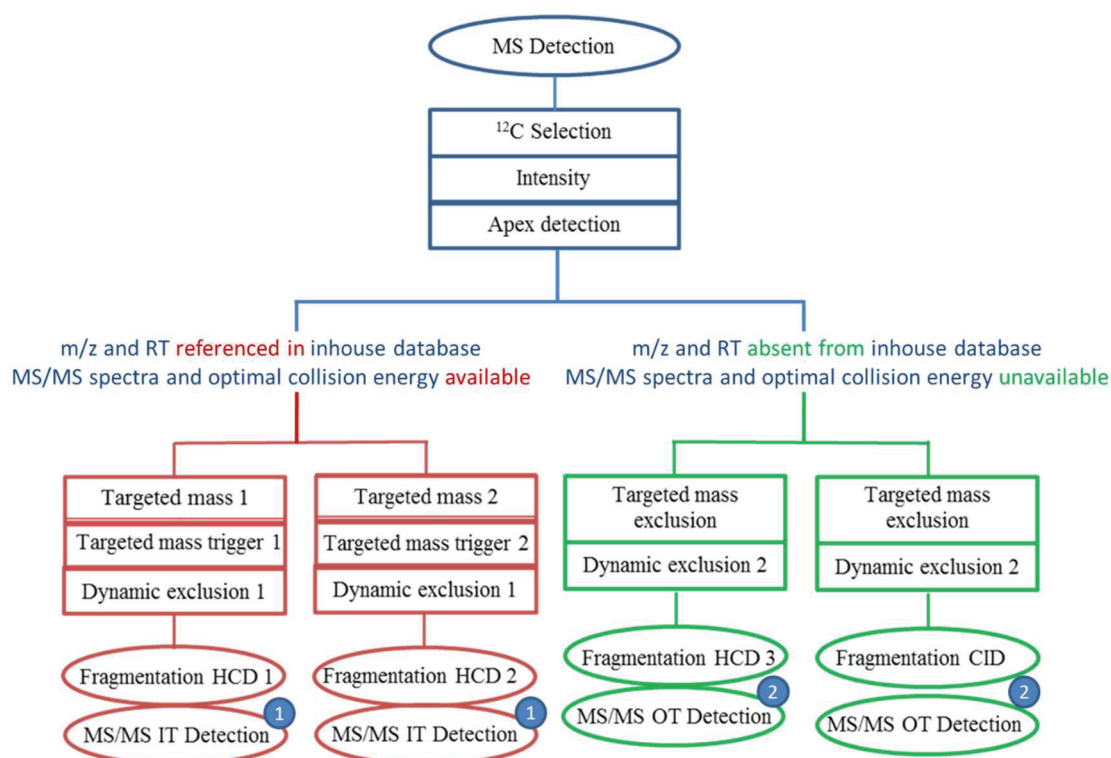 MS Detection
¹²C Selection
Intensity
Apex detection
m/z and RT referenced in inhouse database
MS/MS spectra and optimal collision energy available
m/z and RT absent from inhouse database
MS/MS spectra and optimal collision energy unavailable
Targeted mass 1
Targeted mass trigger 1
Dynamic exclusion 1
Fragmentation HCD 1
1
MS/MS IT Detection
Targeted mass 2
Targeted mass trigger 2
Dynamic exclusion 1
Fragmentation HCD 2
1
MS/MS IT Detection
Targeted mass
exclusion
Dynamic exclusion 2
Fragmentation HCD 3
2
MS/MS OT Detection
Targeted mass
exclusion
Dynamic exclusion 2
Fragmentation CID
2
MS/MS OT Detection